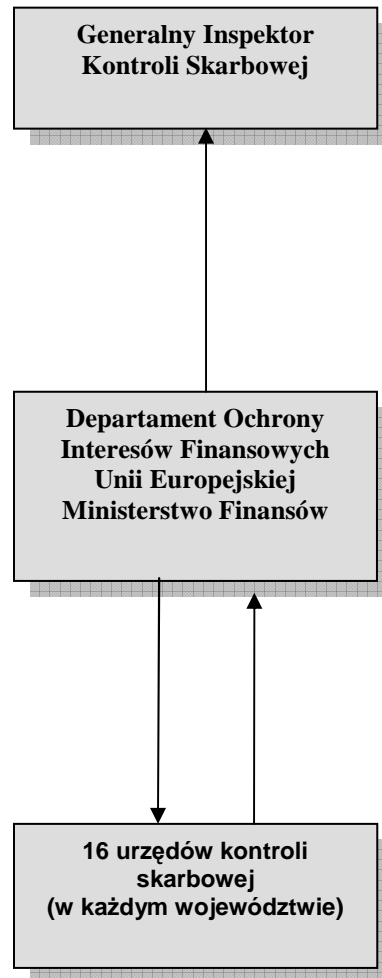 Generalny Inspektor
Kontroli Skarbowej
Departament Ochrony
Interesów Finansowych
Unii Europejskiej
Ministerstwo Finansów
16 urzędów kontroli
skarbowej
(w każdym województwie)